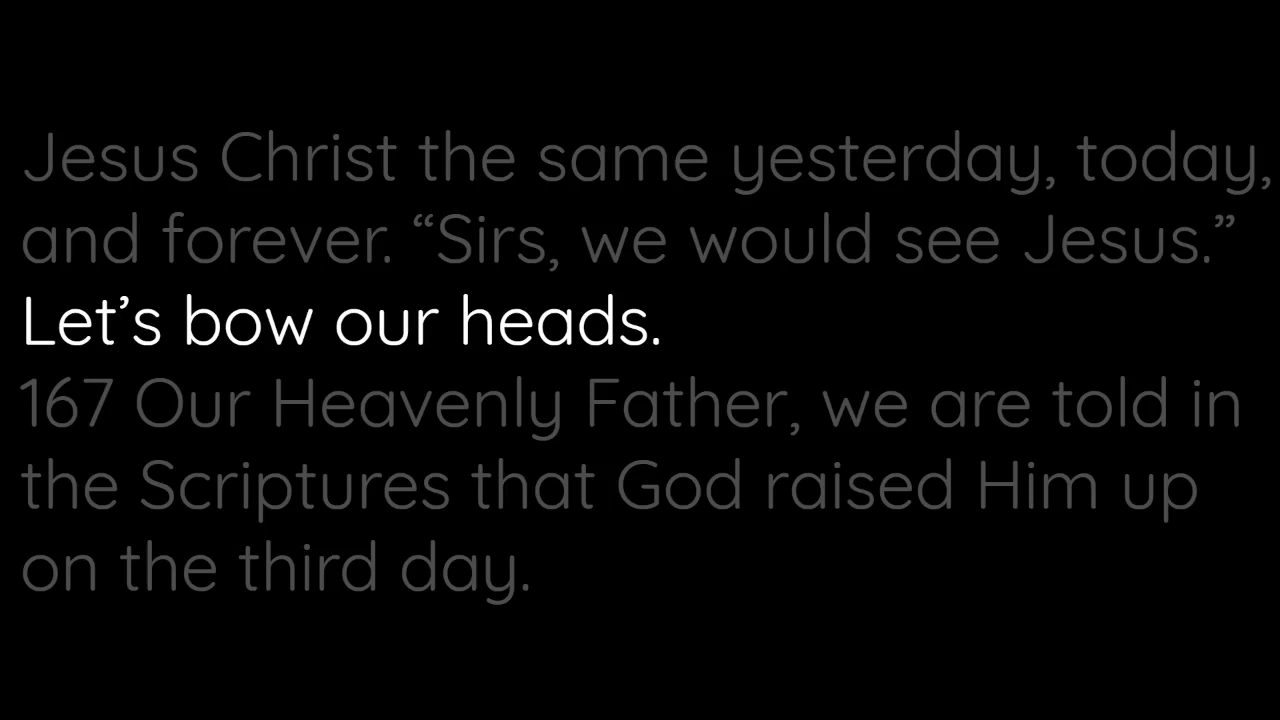 Jesus Christ the same yesterday, today,
and forever. “Sirs, we would see Jesus.”
Let’s bow our heads.
167 Our Heavenly Father, we are told in
the Scriptures that God raised Him up
on the third day.